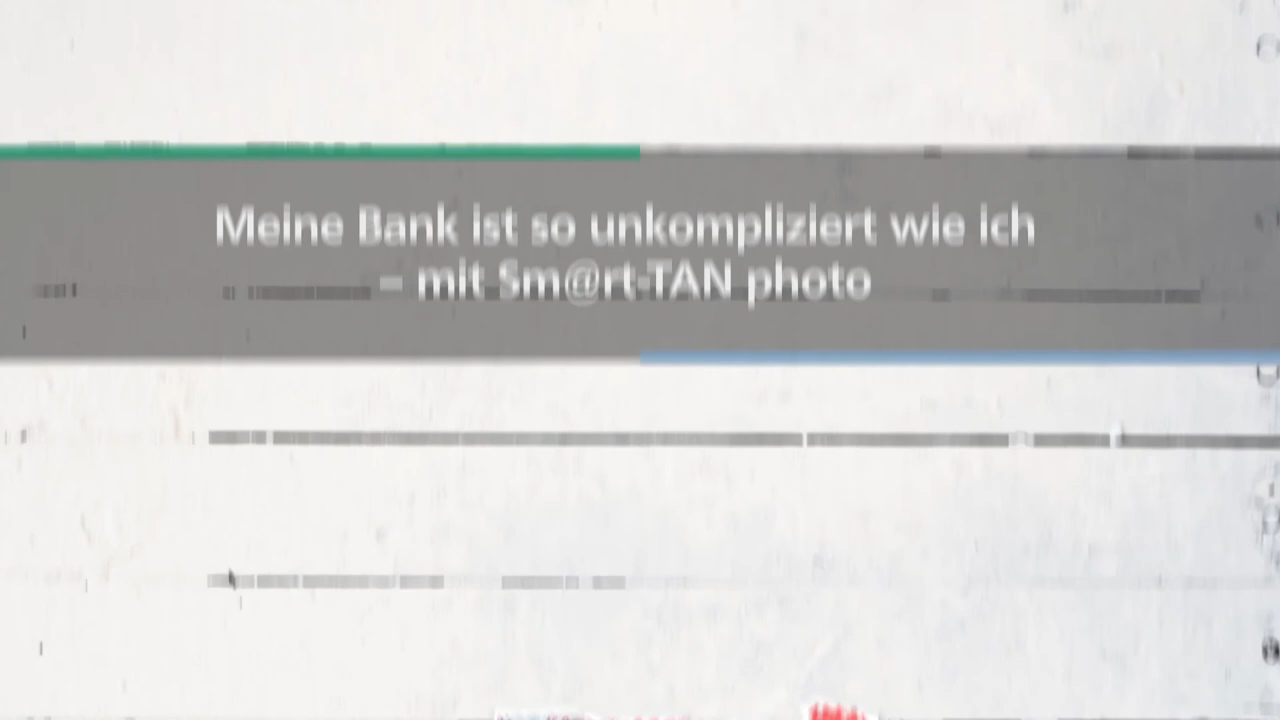 Meine Bank ist so unkompliziert wie ich
– mit Sm@rt-TAN photo